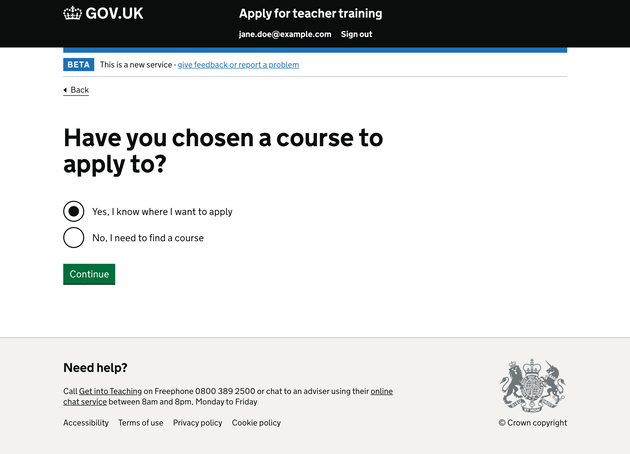 GOV.UK
Apply for teacher training
jane.doe@example.com Sign out
BETA This is a new service - give feedback or report a problem
Back
Have you chosen a course to
apply to?
Yes, I know where I want to apply
No, I need to find a course
Continue
Need help?
Call Get into Teaching on Freephone 0800 389 2500 or chat to an adviser using their online
chat service between 8am and 8pm, Monday to Friday
Accessibility Terms of use Privacy policy Cookie policy
© Crown copyright